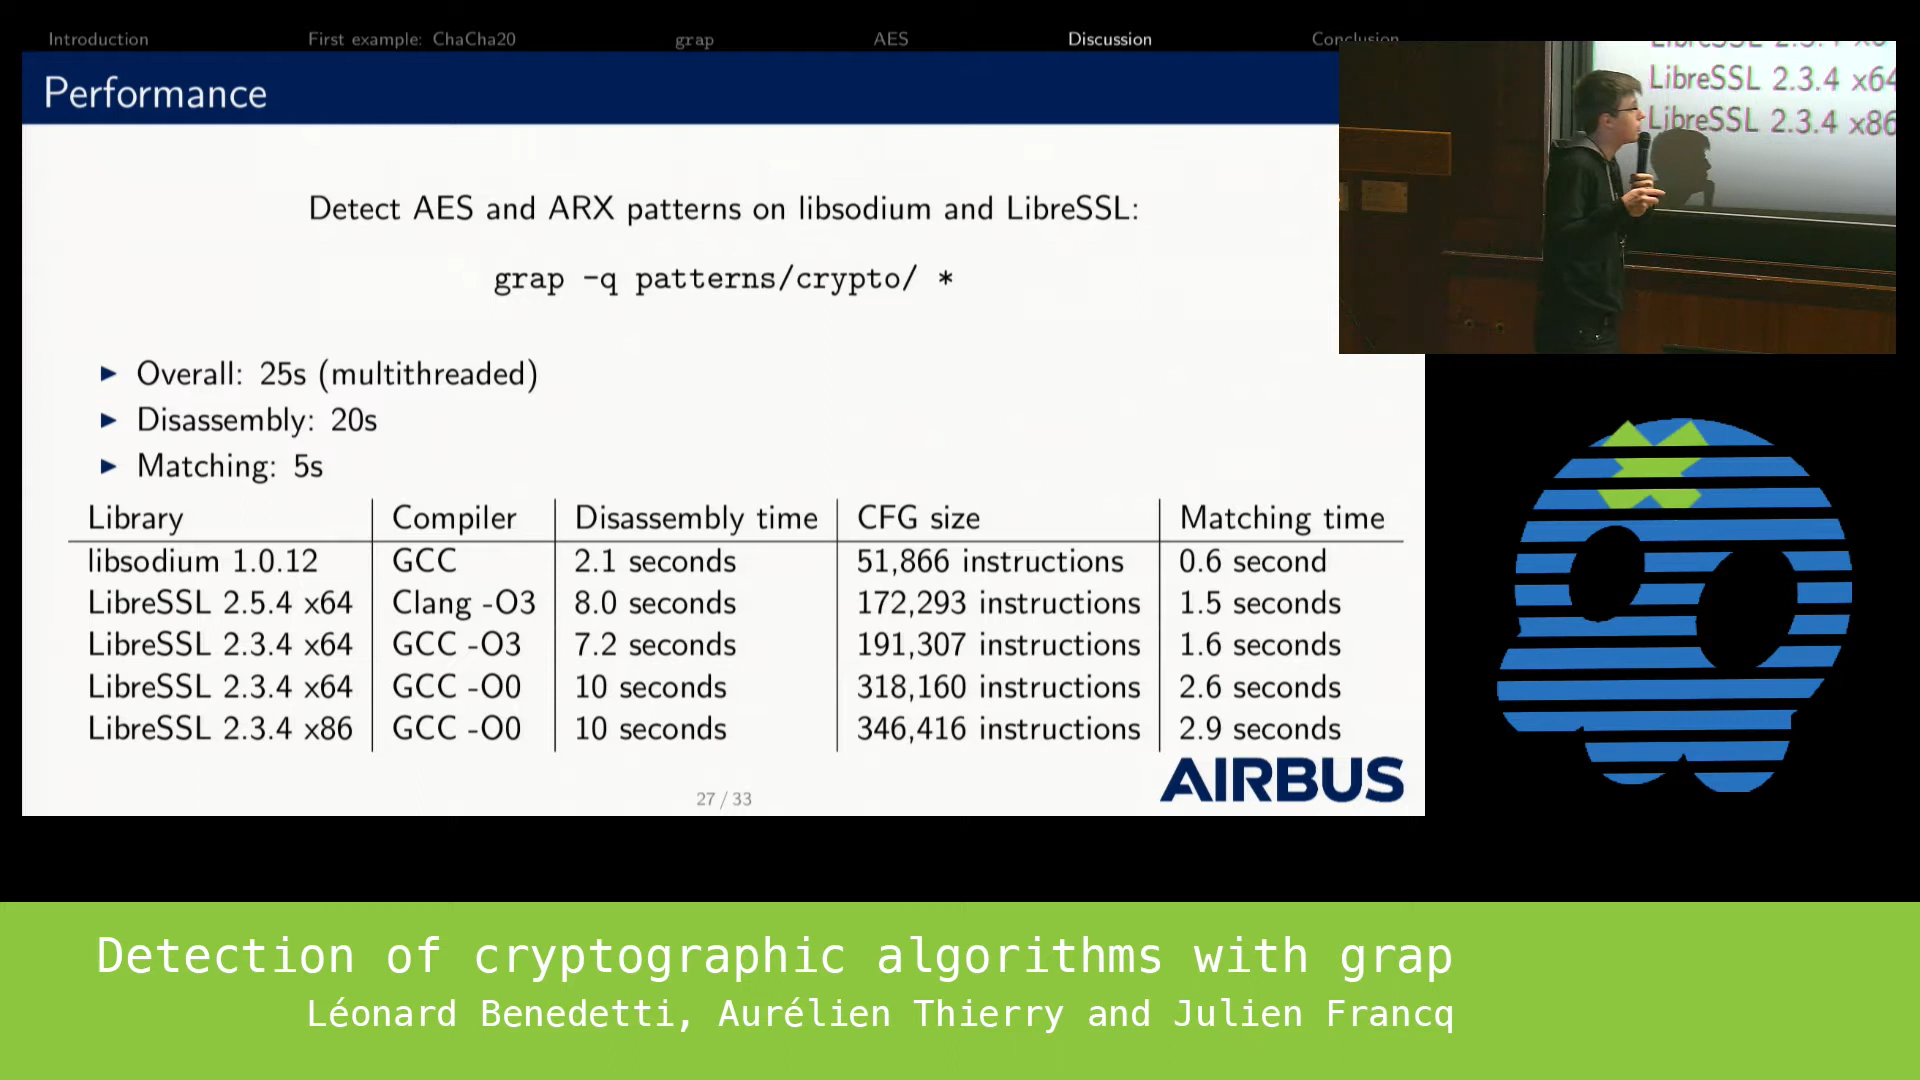 Introduction First example: ChaCha20 grap AES Discussion Conclusion
Performance
Detect AES and ARX patterns on libsodium and LibreSSL:
grap -q patterns/crypto/ *
► Overall: 25s (multithreaded)
► Disassembly: 20s
► Matching: 5s
Library Compiler Disassembly time CFG size Matching time
libsodium 1.0.12 GCC 2.1 seconds 51,866 instructions 0.6 second
LibreSSL 2.5.4 x64 Clang -O3 8.0 seconds 172,293 instructions 1.5 seconds
LibreSSL 2.3.4 x64 GCC -O3 7.2 seconds 191,307 instructions 1.6 seconds
LibreSSL 2.3.4 x64 GCC -O0 10 seconds 318,160 instructions 2.6 seconds
LibreSSL 2.3.4 x86 GCC -O0 10 seconds 346,416 instructions 2.9 seconds
27 / 33
AIRBUS
LibreSSL 2.3.4 x64
LibreSSL 2.3.4 x86
Detection of cryptographic algorithms with grap
Léonard Benedetti, Aurélien Thierry and Julien Francq